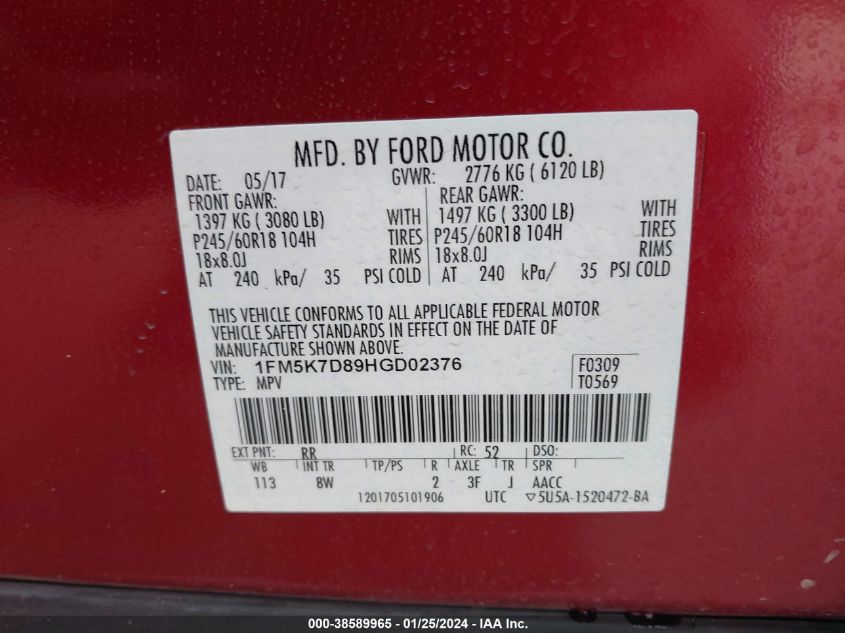 MFD. BY FORD MOTOR CO.
DATE: 05/17 GVWR: 2776 KG ( 6120 LB)
FRONT GAWR: REAR GAWR:
1397 KG ( 3080 LB) WITH 1497 KG ( 3300 LB) WITH
P245/60R18 104H TIRES P245/60R18 104H TIRES
18x8.0J RIMS 18x8.0J RIMS
AT 240 kPa/ 35 PSI COLD AT 240 kPa/ 35 PSI COLD
THIS VEHICLE CONFORMS TO ALL APPLICABLE FEDERAL MOTOR
VEHICLE SAFETY STANDARDS IN EFFECT ON THE DATE OF
MANUFACTURE SHOWN ABOVE.
VIN: 1FM5K7D89HGD02376 F0309
TYPE: MPV T0569
EXT PNT: RR RC: 52 DSO:
WB INT TR TP/PS R AXLE TR SPR
113 8W 2 3F J AACC
1201705101906 UTC ▽5U5A-1520472-BA
000-38589965 - 01/25/2024 - IAA Inc.